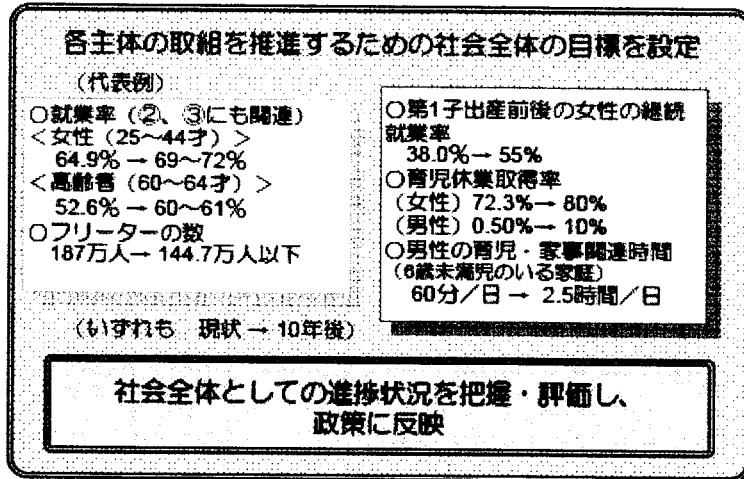 各主体の取組を推進するための社会全体の目標を設定
(代表例)
○就業率(②、③にも関連)
<女性(25~44才)>
64.9% → 69~72%
<高齢者(60~64才)>
52.6% → 60~61%
○フリーターの数
187万人→ 144.7万人以下
○第1子出産前後の女性の継続
就業率
38.0%→ 55%
○育児休業取得率
(女性) 72.3%→ 80%
(男性) 0.50%→ 10%
○男性の育児・家事関連時間
(6歳未満児のいる家庭)
60分/日 → 2.5時間/日
(いずれも 現状 → 10年後)
社会全体としての進捗状況を把握・評価し、
政策に反映